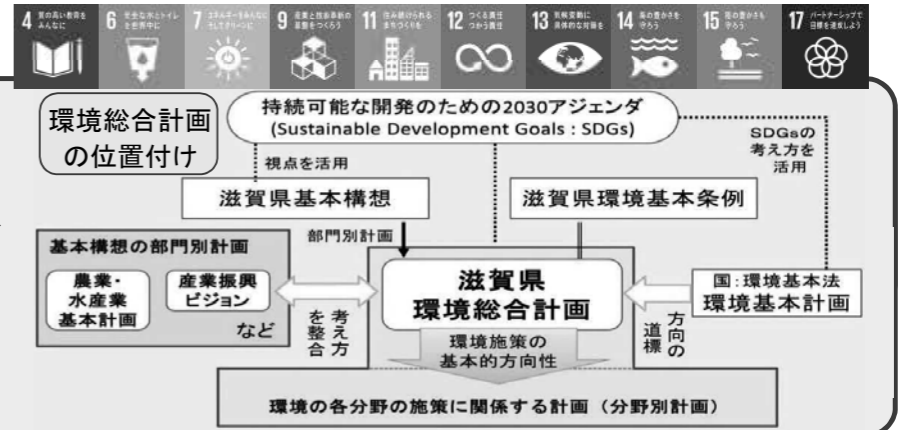 4 質の高い教育を
みんなに
6 安全な水とトイレ
を世界中に
7 エネルギーをみんなに
そしてクリーンに
9 産業と技術革新の
基盤をつくろう
11 住み続けられる
まちづくりを
12 つくる責任
つかう責任
13 気候変動に
具体的な対策を
14 海の豊かさを
守ろう
15 陸の豊かさも
守ろう
17 パートナーシップで
目標を達成しよう
環境総合計画
の位置付け
持続可能な開発のための2030アジェンダ
(Sustainable Development Goals : SDGs)
視点を活用
SDGsの
考え方を
活用
滋賀県基本構想
滋賀県環境基本条例
部門別計画
基本構想の部門別計画
農業・
水産業
基本計画
産業振興
ビジョン
など
考え方
を整合
滋賀県
環境総合計画
方向の
道標
国:環境基本法
環境基本計画
環境施策の
基本的方向性
環境の各分野の施策に関係する計画（分野別計画）